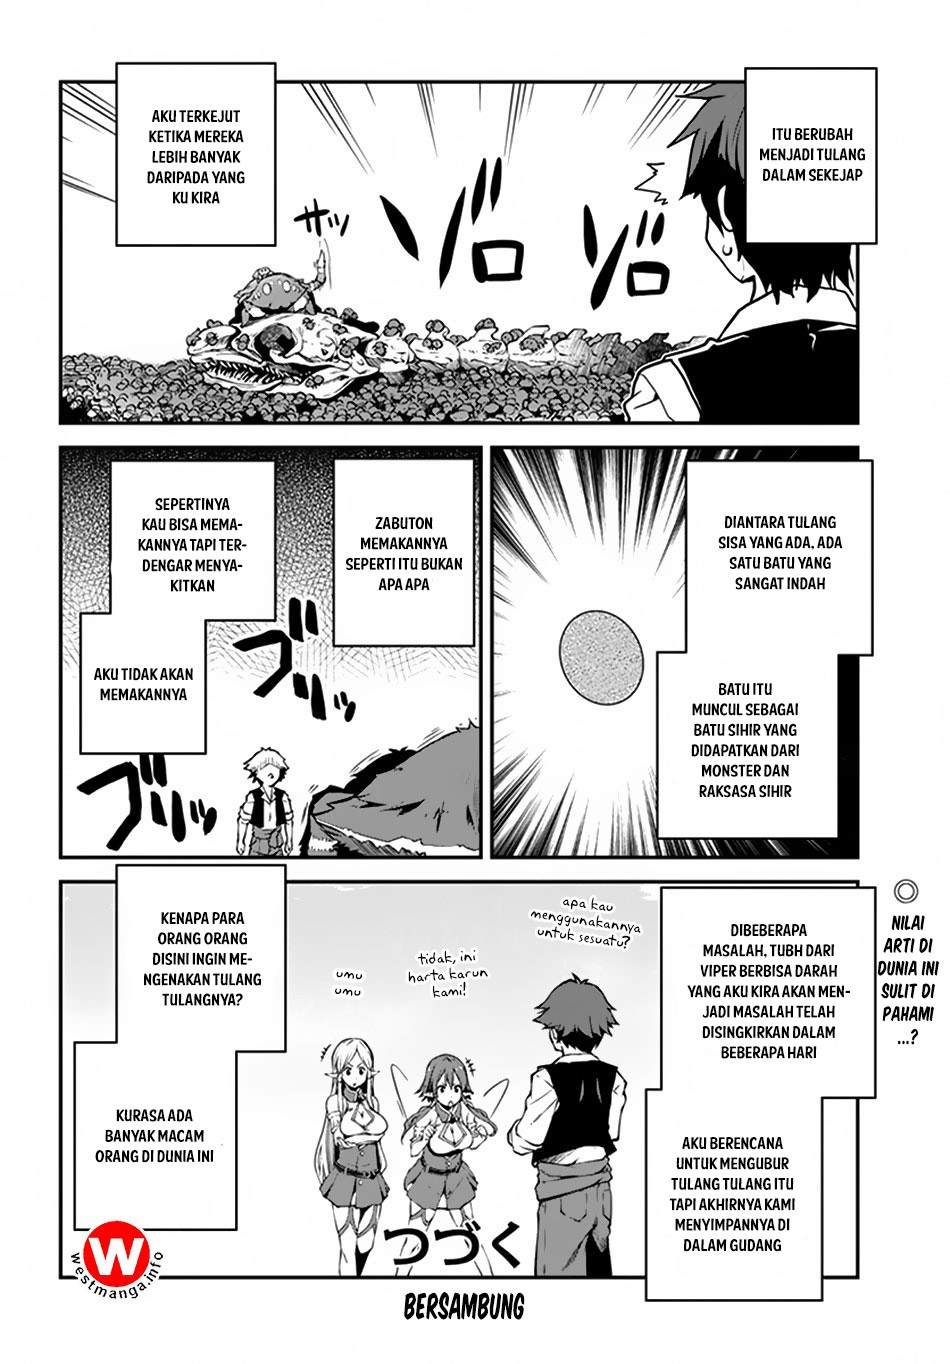 ITU BERUBAH
MENJADI TULANG
DALAM SEKEJAP
AKU TERKEJUT
KETIKA MEREKA
LEBIH BANYAK
DARIPADA YANG
KU KIRA
ゾロ
ゾロ
サッ
DIANTARA TULANG
SISA YANG ADA, ADA
SATU BATU YANG
SANGAT INDAH
BATU ITU
MUNCUL SEBAGAI
BATU SIHIR YANG
DIDAPATKAN DARI
MONSTER DAN
RAKSASA SIHIR
ZABUTON
MEMAKANNYA
SEPERTI ITU BUKAN
APA APA
SEPERTINYA
KAU BISA MEMA-
KANNYA TAPI TER-
DENGAR MENYA-
KITKAN
AKU TIDAK AKAN
MEMAKANNYA
ブリッ
ブリッ
DIBEBERAPA
MASALAH, TUBH DARI
VIPER BERBISA DARAH
YANG AKU KIRA AKAN MEN-
JADI MASALAH TELAH
DISINGKIRKAN DALAM
BEBERAPA HARI
AKU BERENCANA
UNTUK MENGUBUR
TULANG TULANG ITU
TAPI AKHIRNYA KAMI
MENYIMPANNYA DI
DALAM GUDANG
apa kau
menggunakannya
untuk sesuatu?
tidak, ini
harta karun
kami!
umu
umu
KENAPA PARA
ORANG ORANG
DISINI INGIN ME-
NGENAKAN TULANG
TULANGNYA?
KURASA ADA
BANYAK MACAM
ORANG DI DUNIA INI
NILAI
ARTI DI
DUNIA INI
SULIT DI
PAHAMI
...?
つづく
BERSAMBUNG
W
westmanga.info